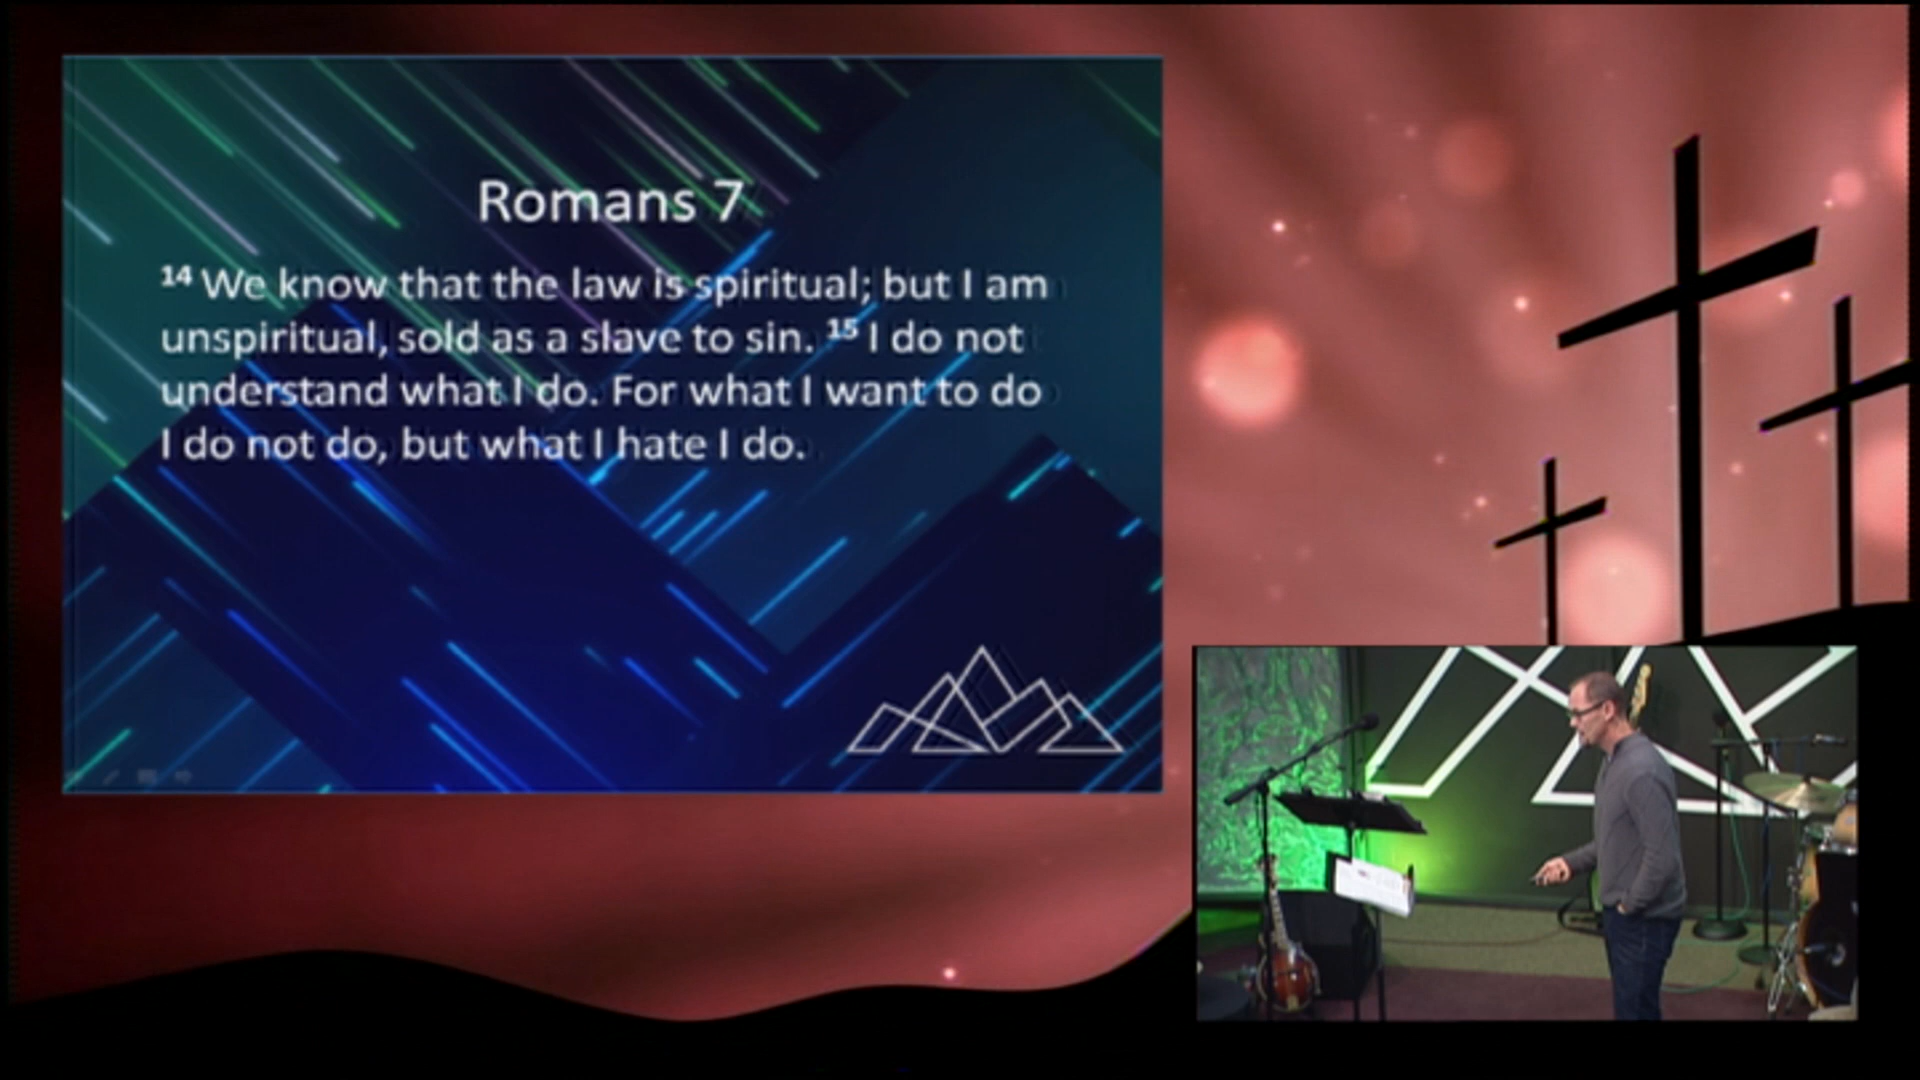 Romans 7
¹⁴ We know that the law is spiritual; but I am
unspiritual, sold as a slave to sin. ¹⁵ I do not
understand what I do. For what I want to do
I do not do, but what I hate I do.